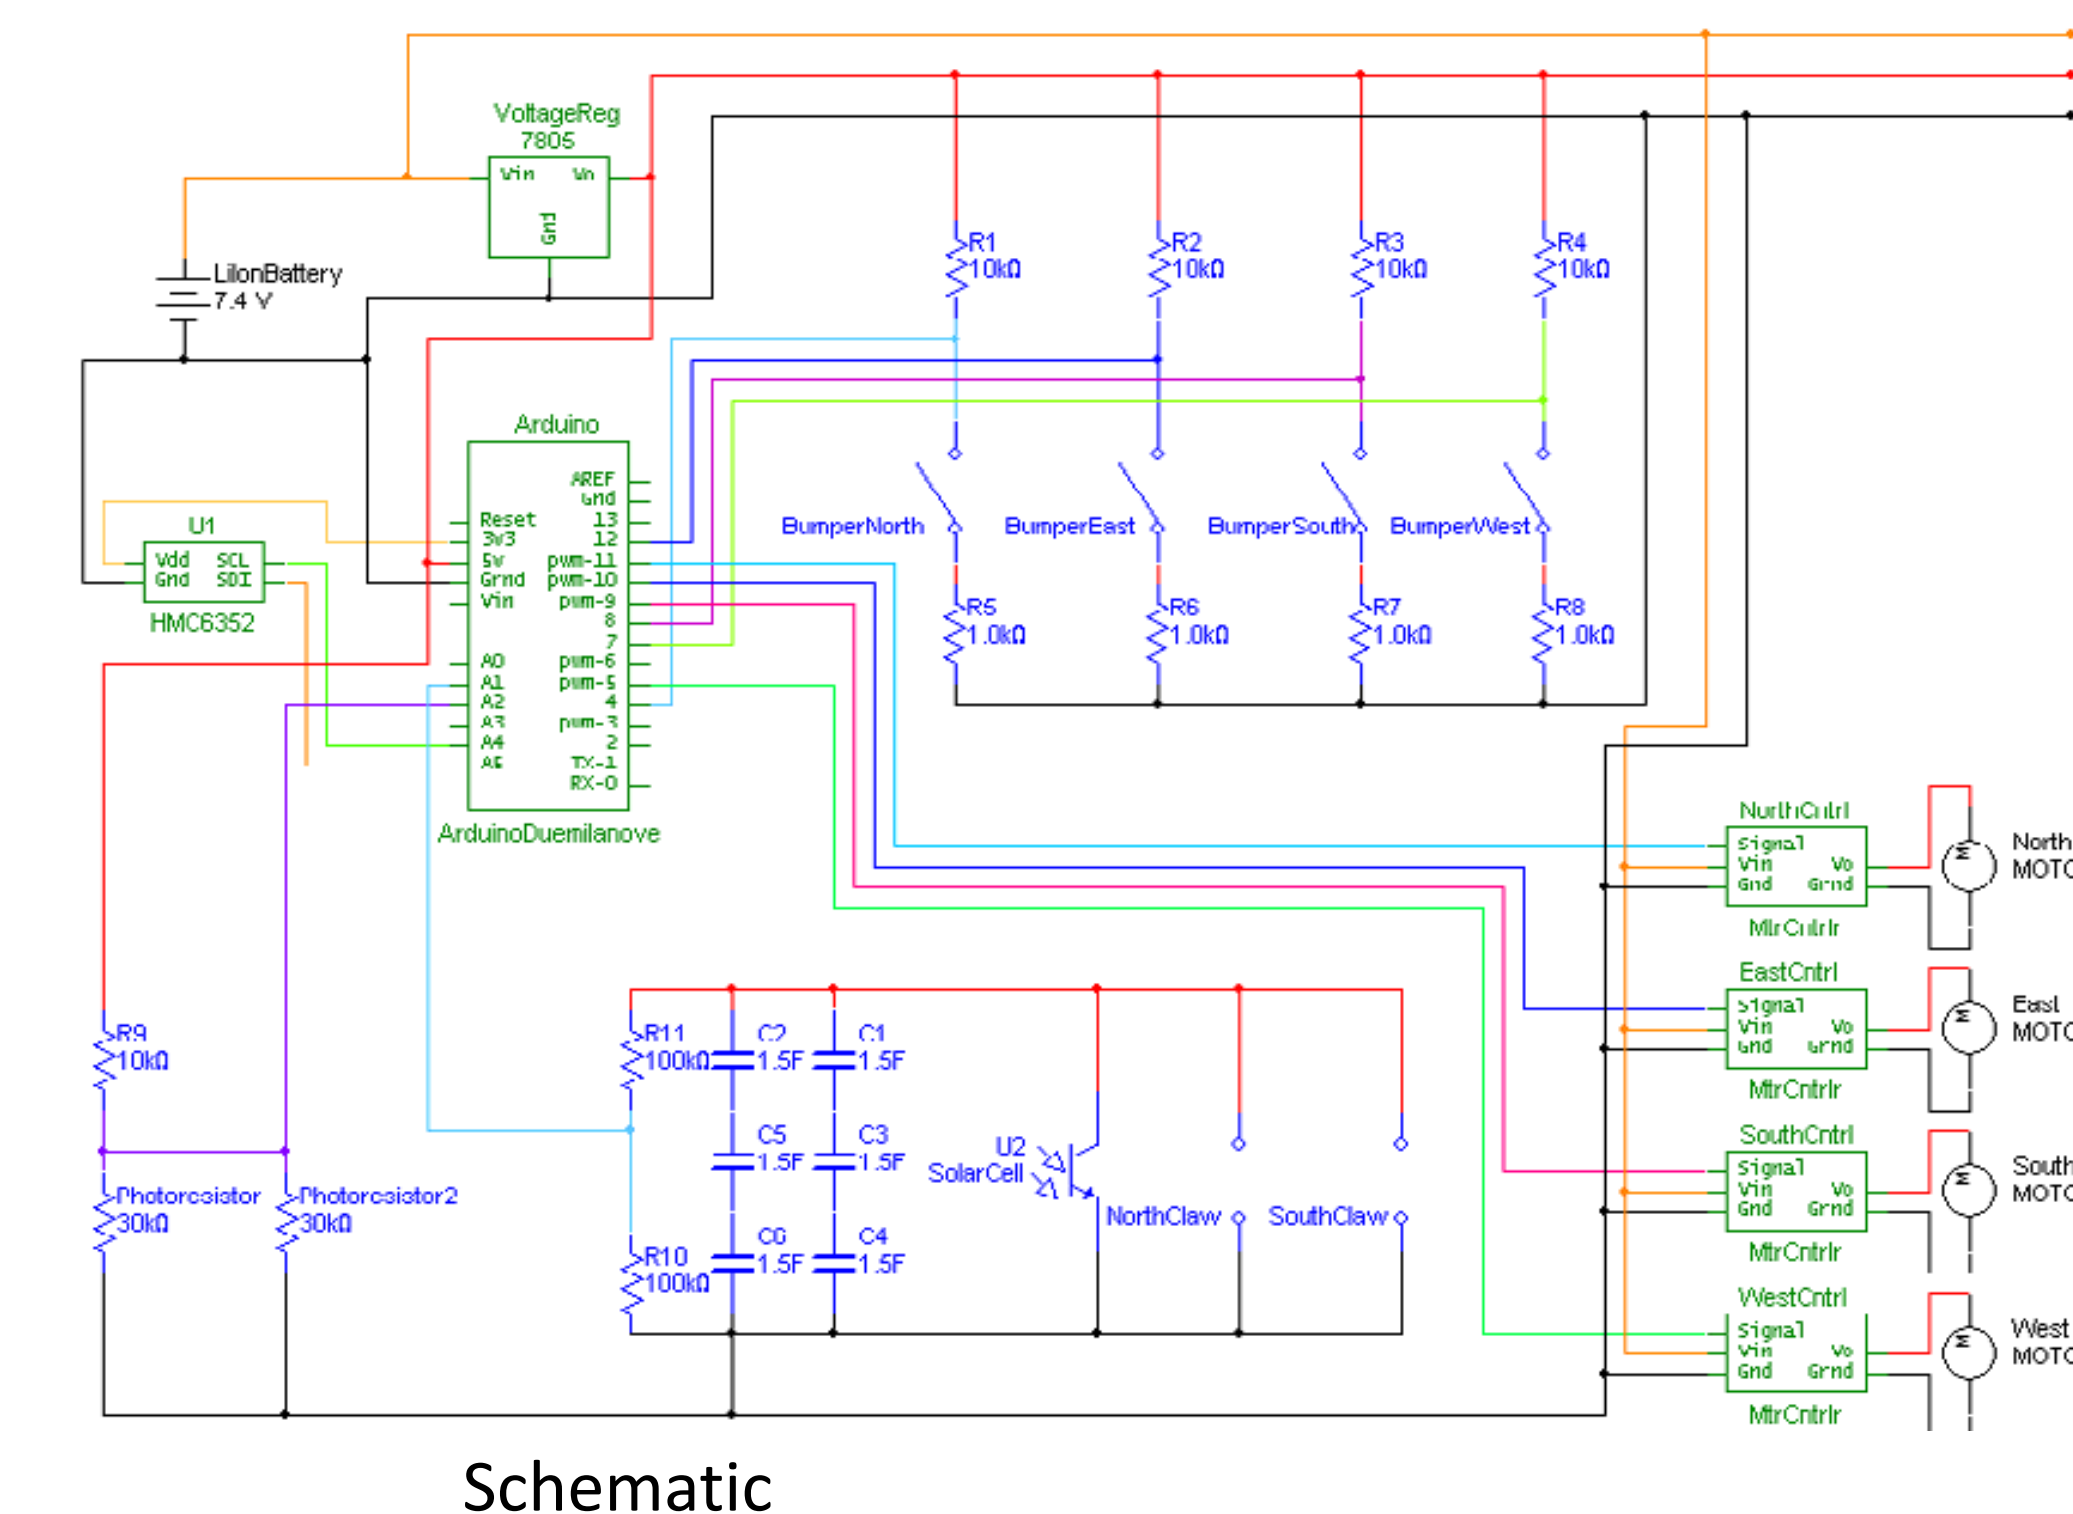 VoltageReg
7805
Vin Vo
Gnd
LiIonBattery
7.4 V
R1
10kΩ
R2
10kΩ
R3
10kΩ
R4
10kΩ
Arduino
AREF
Gnd
Reset 13
3v3 12
5v pwm-11
Grnd pwm-10
Vin pwm-9
8
7
A0 pwm-6
A1 pwm-5
A2 4
A3 pwm-3
A4 2
A5 TX-1
RX-0
ArduinoDuemilanove
U1
Vdd SCL
Gnd SDI
HMC6352
BumperNorth
BumperEast
BumperSouth
BumperWest
R5
1.0kΩ
R6
1.0kΩ
R7
1.0kΩ
R8
1.0kΩ
NorthCntrl
Signal
Vin Vo
Gnd Grnd
MtrCntrlr
M
North
MOTO
EastCntrl
Signal
Vin Vo
Gnd Grnd
MtrCntrlr
M
East
MOTO
SouthCntrl
Signal
Vin Vo
Gnd Grnd
MtrCntrlr
M
South
MOTO
WestCntrl
Signal
Vin Vo
Gnd Grnd
MtrCntrlr
M
West
MOTO
R9
10kΩ
Photoresistor
30kΩ
Photoresistor2
30kΩ
R11
100kΩ
R10
100kΩ
C2
1.5F
C1
1.5F
C5
1.5F
C3
1.5F
C6
1.5F
C4
1.5F
U2
SolarCell
NorthClaw
SouthClaw
Schematic